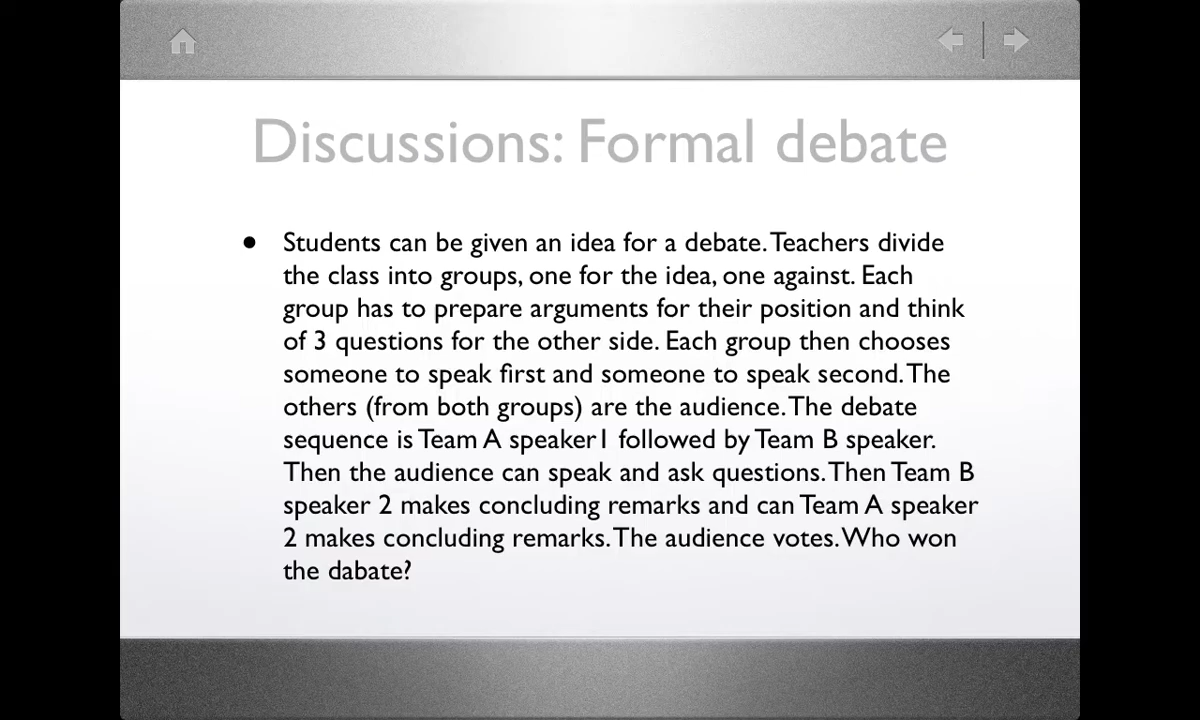 Discussions: Formal debate
• Students can be given an idea for a debate. Teachers divide
the class into groups, one for the idea, one against. Each
group has to prepare arguments for their position and think
of 3 questions for the other side. Each group then chooses
someone to speak first and someone to speak second. The
others (from both groups) are the audience. The debate
sequence is Team A speaker1 followed by Team B speaker.
Then the audience can speak and ask questions. Then Team B
speaker 2 makes concluding remarks and can Team A speaker
2 makes concluding remarks. The audience votes. Who won
the dabate?